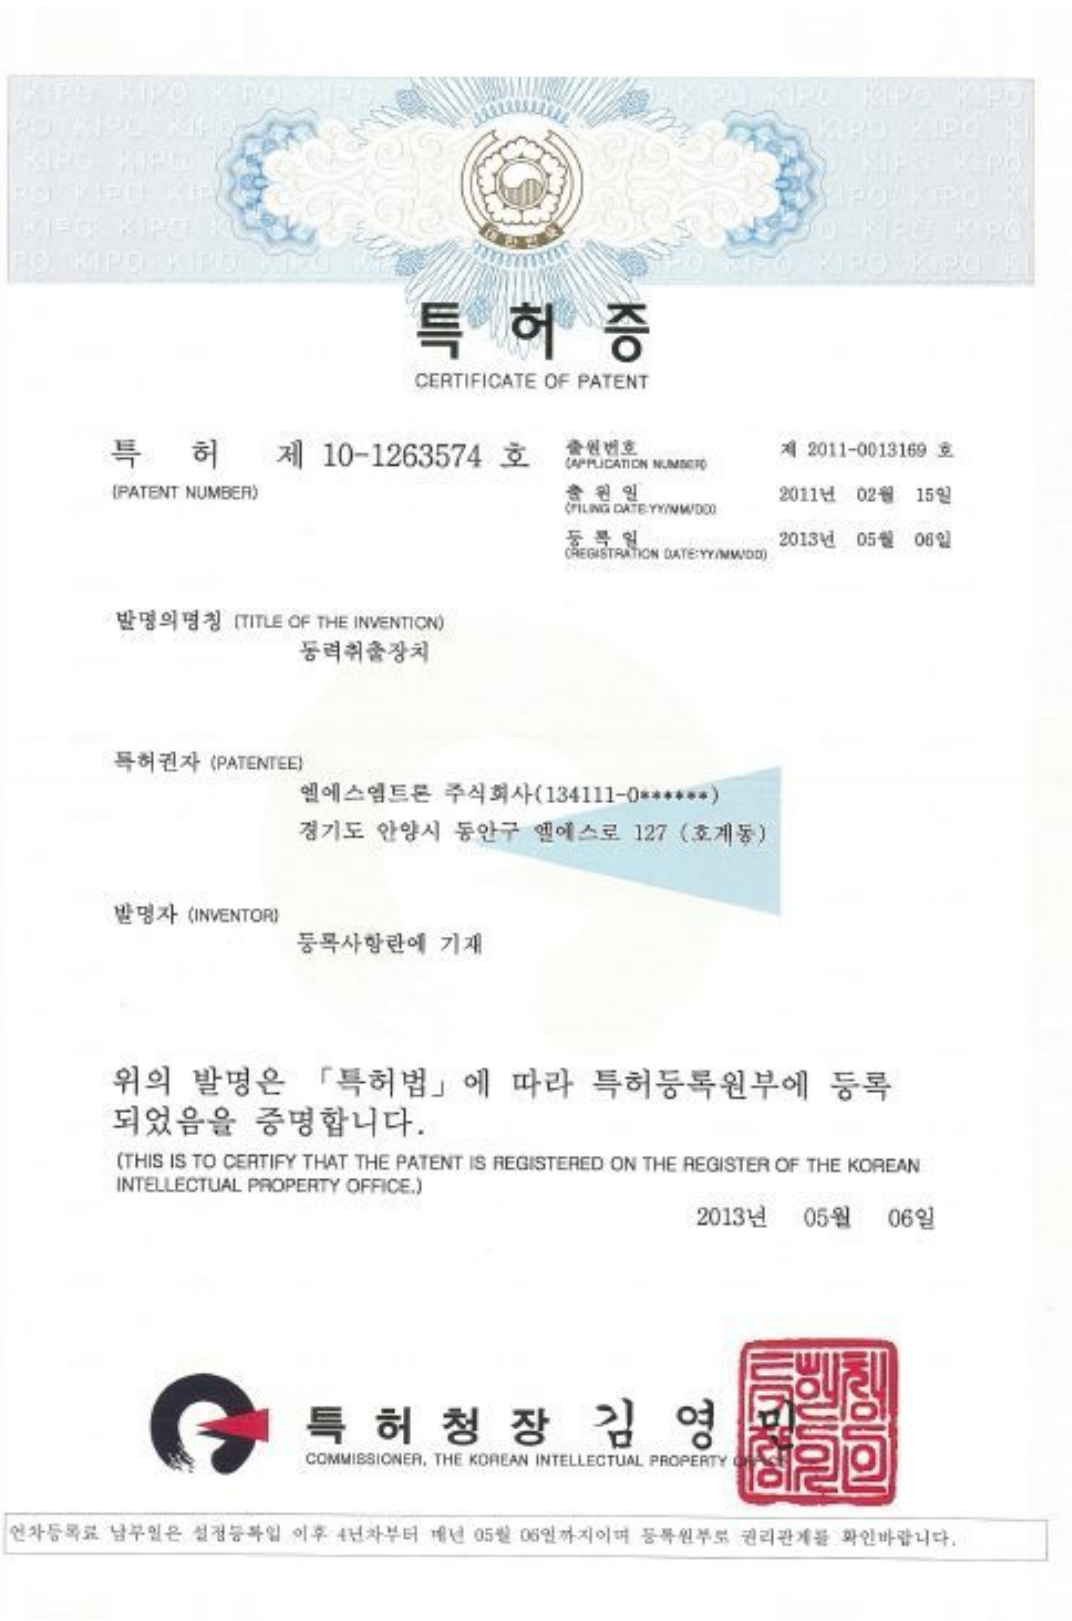 대한민국
특허증
CERTIFICATE OF PATENT
특 허 제 10-1263574 호
(PATENT NUMBER)
출원번호 제 2011-0013169 호
(APPLICATION NUMBER)
출원일 2011년 02월 15일
(FILING DATE:YY/MM/DD)
등록일 2013년 05월 06일
(REGISTRATION DATE:YY/MM/DD)
발명의명칭 (TITLE OF THE INVENTION)
동력취출장치
특허권자 (PATENTEE)
엘에스엠트론 주식회사(134111-0******)
경기도 안양시 동안구 엘에스로 127 (호계동)
발명자 (INVENTOR)
등록사항란에 기재
위의 발명은 「특허법」에 따라 특허등록원부에 등록
되었음을 증명합니다.
(THIS IS TO CERTIFY THAT THE PATENT IS REGISTERED ON THE REGISTER OF THE KOREAN
INTELLECTUAL PROPERTY OFFICE.)
2013년 05월 06일
특허청장 김영민
COMMISSIONER, THE KOREAN INTELLECTUAL PROPERTY OFFICE
연차등록료 납부일은 설정등록일 이후 4년차부터 매년 05월 06일까지이며 등록원부로 권리관계를 확인바랍니다.